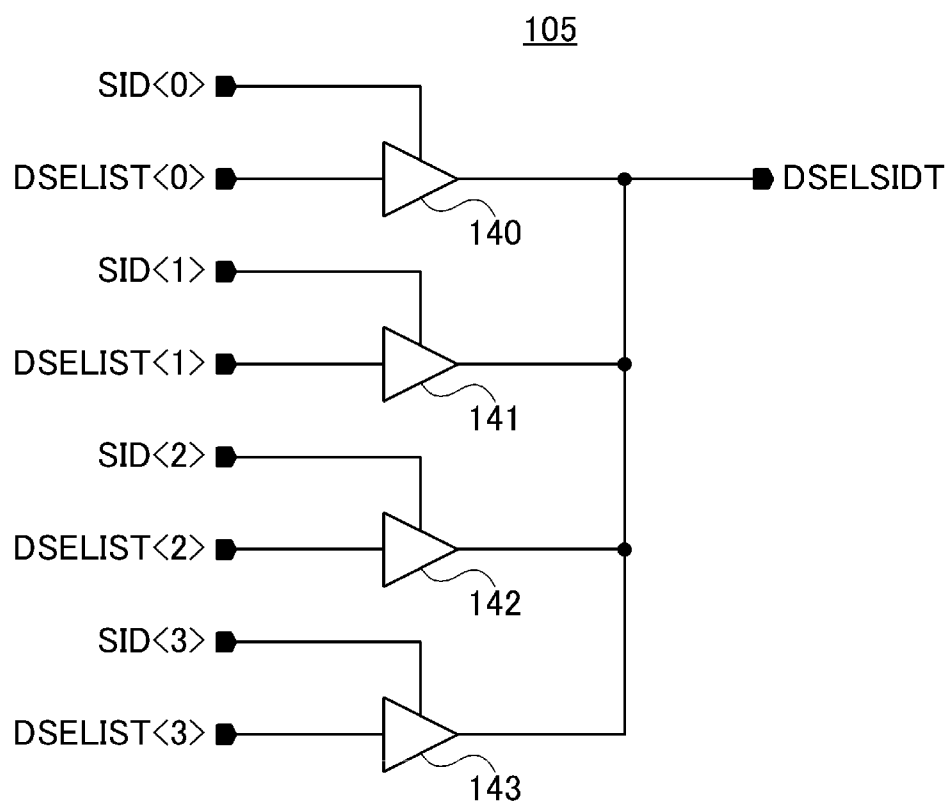 105
SID<0>
DSELIST<0>
DSELSIDT
140
SID<1>
DSELIST<1>
141
SID<2>
DSELIST<2>
142
SID<3>
DSELIST<3>
143